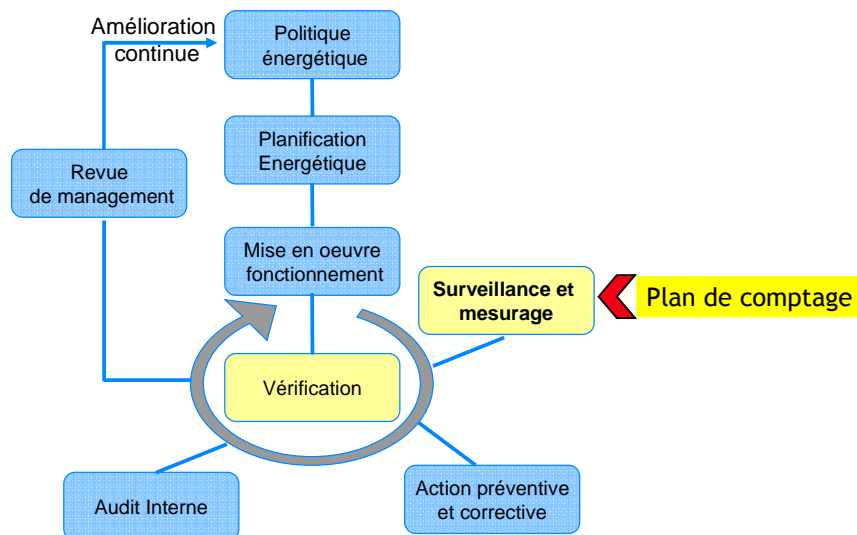 Amélioration
continue
Politique
énergétique
Planification
Energétique
Revue
de management
Mise en oeuvre
fonctionnement
Surveillance et
mesurage
Plan de comptage
Vérification
Audit Interne
Action préventive
et corrective